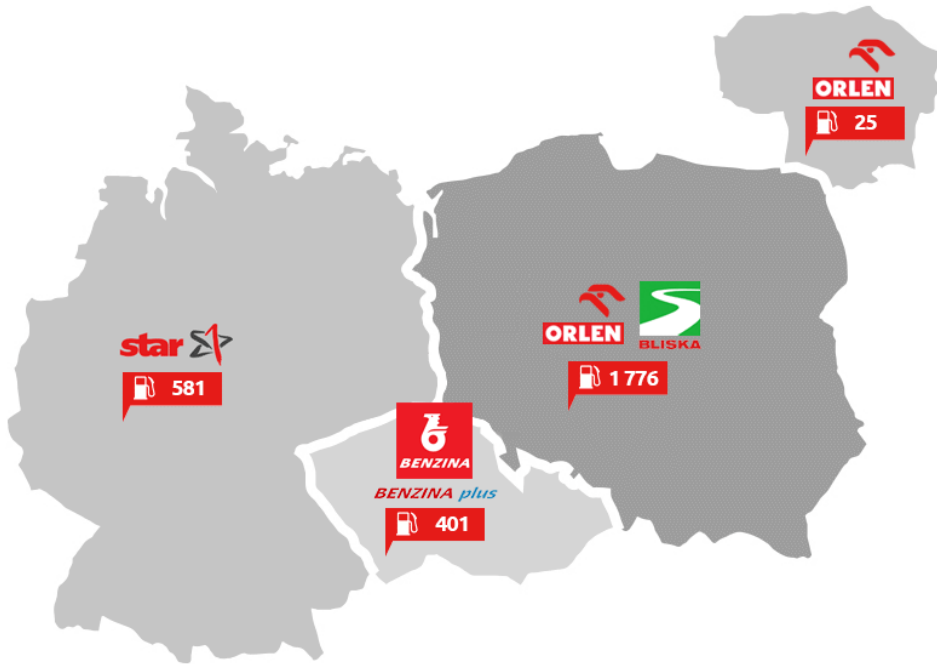 ORLEN
25
ORLEN
BLISKA
1 776
star
581
BENZINA
BENZINA plus
401